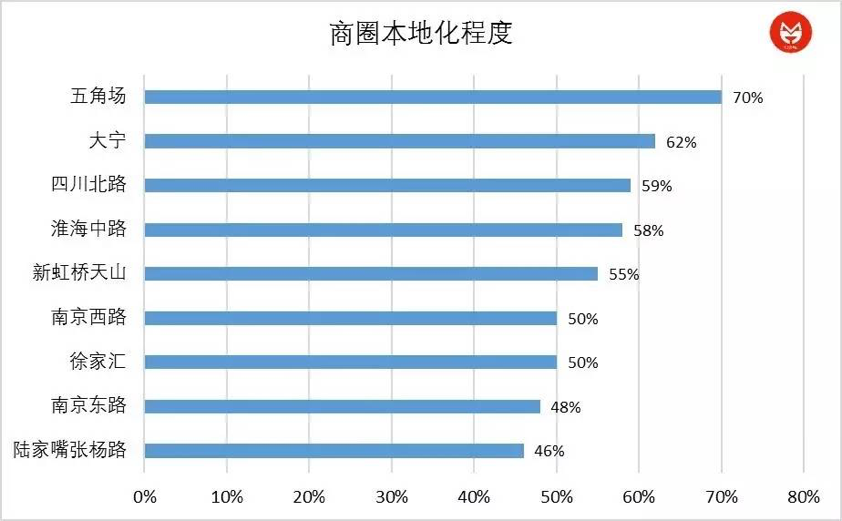 商圈本地化程度
五角场 70%
大宁 62%
四川北路 59%
淮海中路 58%
新虹桥天山 55%
南京西路 50%
徐家汇 50%
南京东路 48%
陆家嘴张杨路 46%
0% 10% 20% 30% 40% 50% 60% 70% 80%